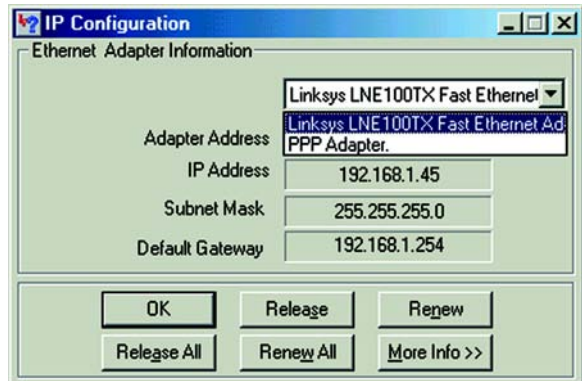 IP Configuration
Ethernet Adapter Information
Linksys LNE100TX Fast Ethernet
Linksys LNE100TX Fast Ethernet Ad
PPP Adapter.
Adapter Address
IP Address 192.168.1.45
Subnet Mask 255.255.255.0
Default Gateway 192.168.1.254
OK Release Renew
Release All Renew All More Info >>